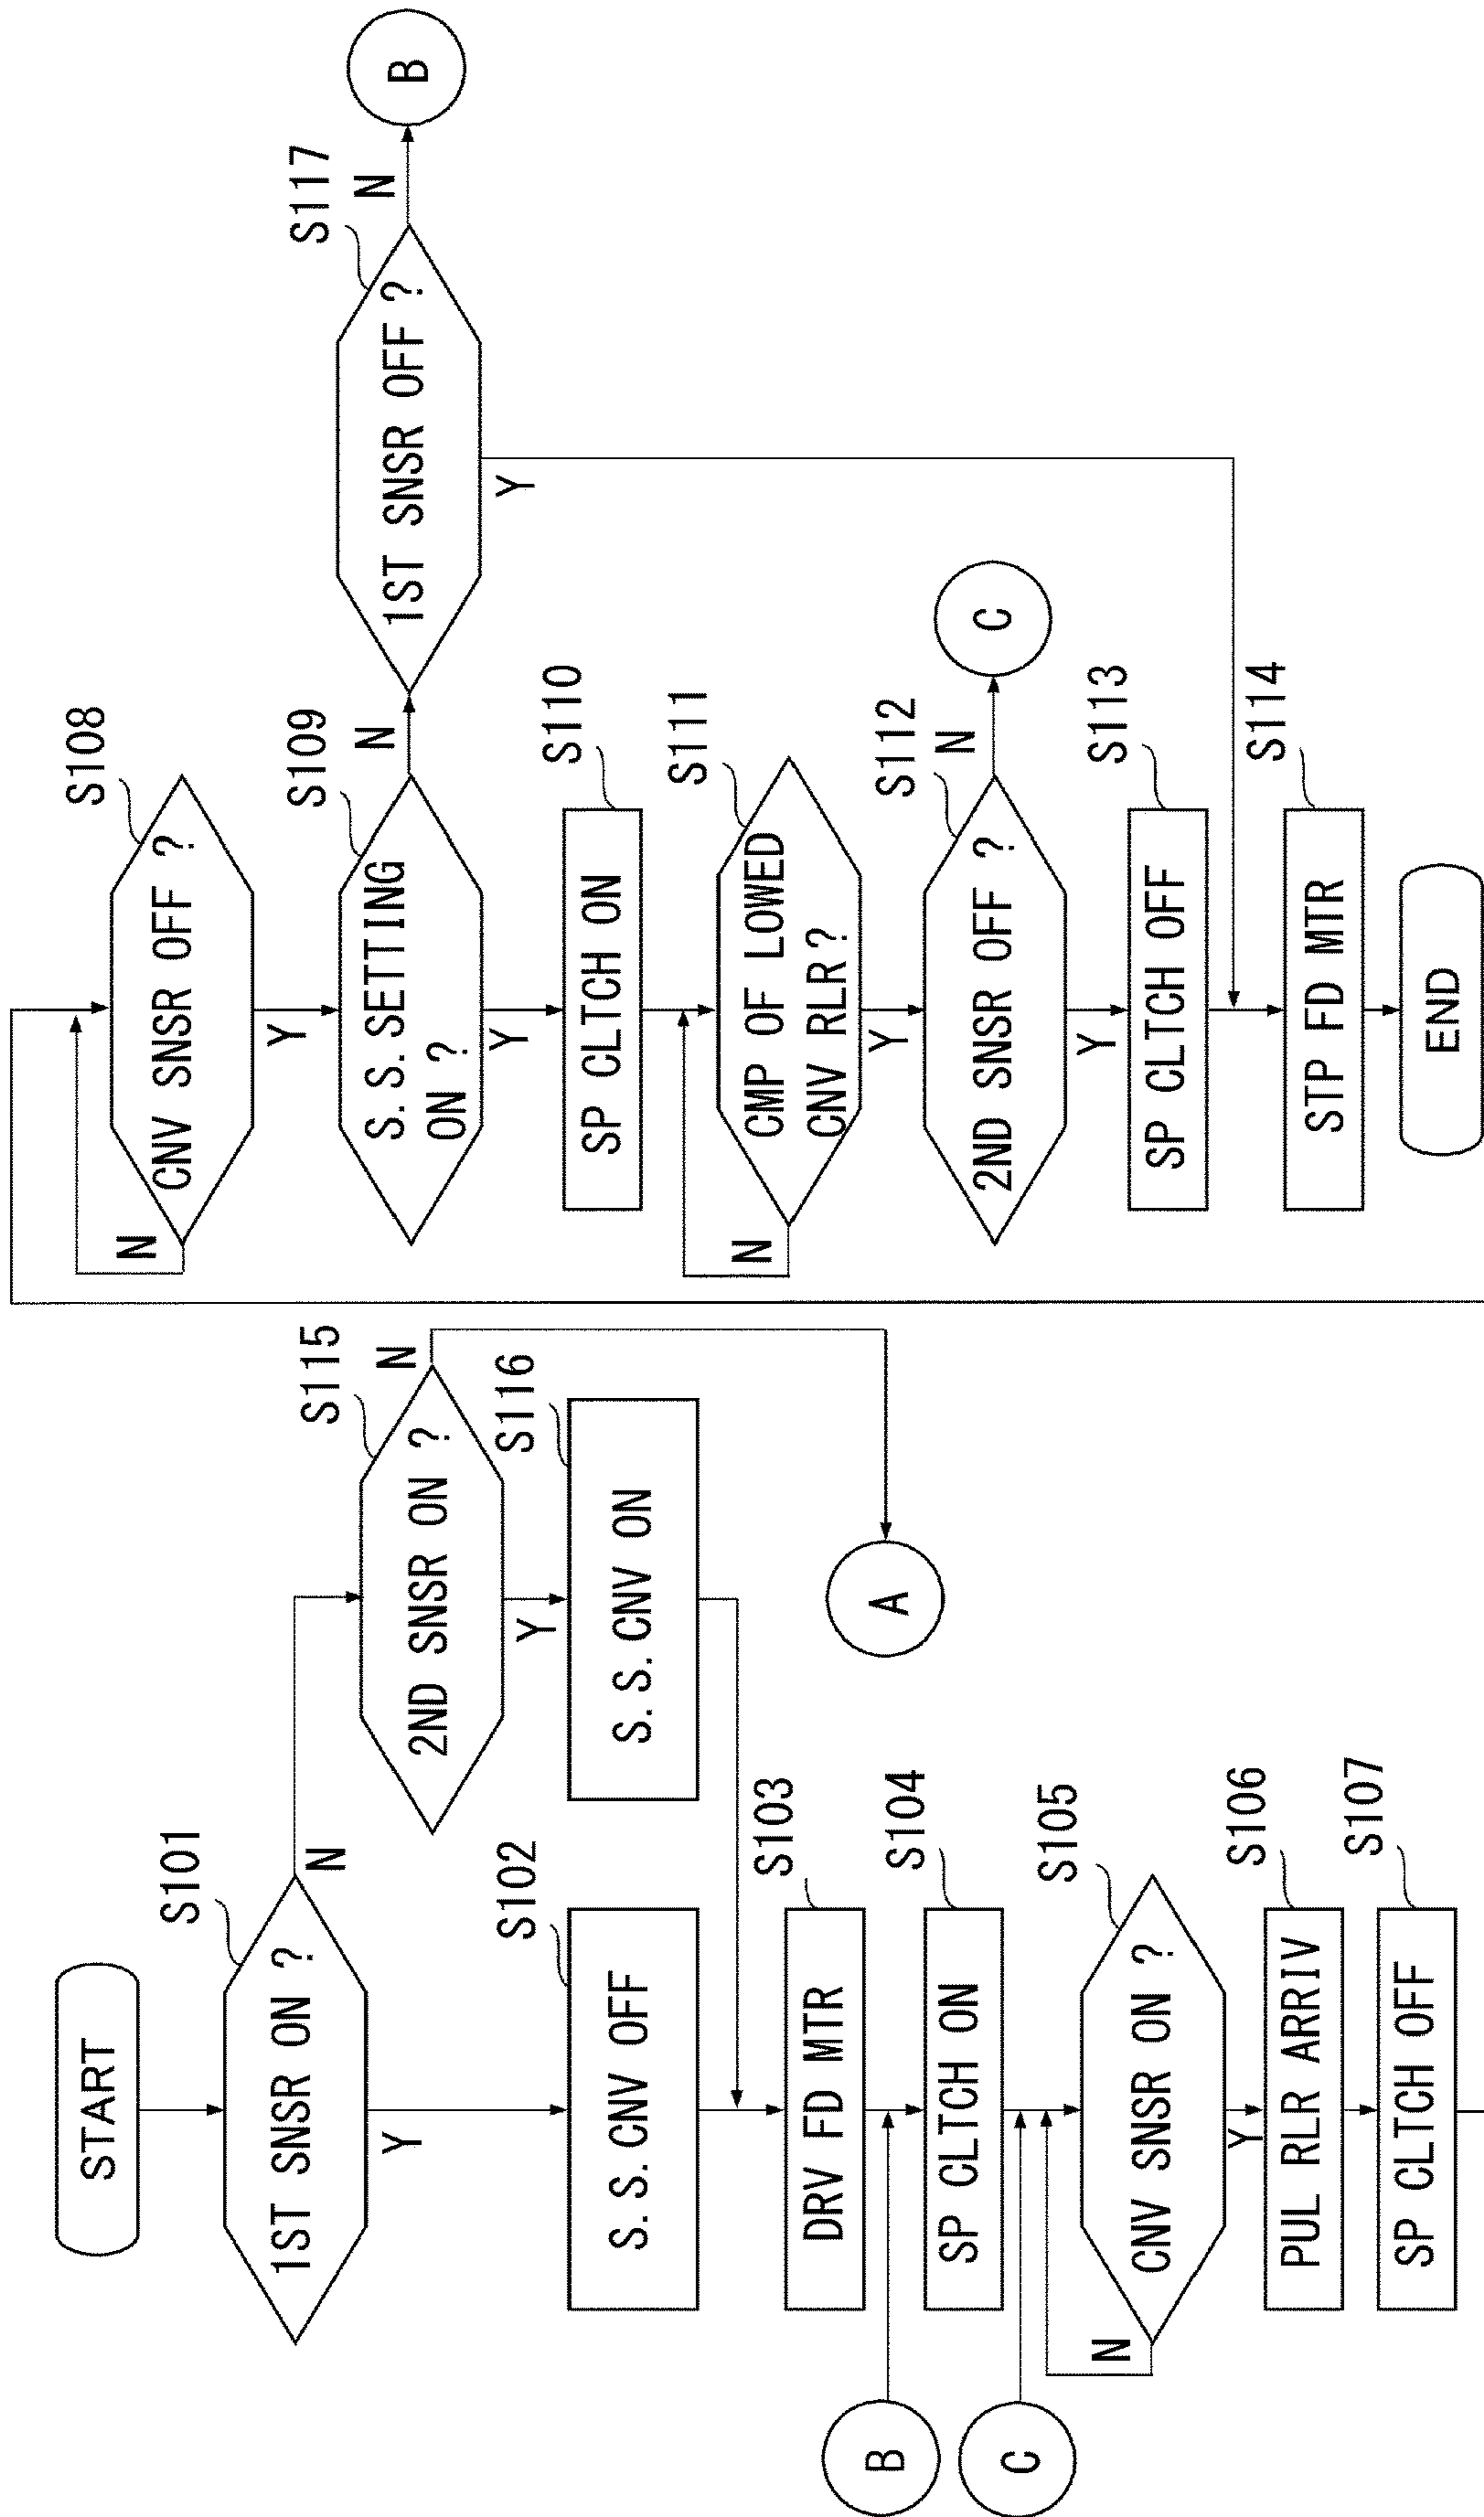 START
S101
1ST SNSR ON ?
N
Y
S115
2ND SNSR ON ?
N
Y
S102
S.S.CNV OFF
S116
S.S.CNV ON
A
S103
DRV FD MTR
B
S104
SP CLTCH ON
C
S105
CNV SNSR ON ?
N
Y
S106
PUL RLR ARRIV
S107
SP CLTCH OFF
S108
CNV SNSR OFF ?
N
Y
S109
S.S.SETTING
ON ?
N
Y
S117
1ST SNSR OFF ?
N
B
Y
S110
SP CLTCH ON
S111
CMP OF LOWED
CNV RLR?
N
Y
S112
2ND SNSR OFF ?
N
C
Y
S113
SP CLTCH OFF
S114
STP FD MTR
END